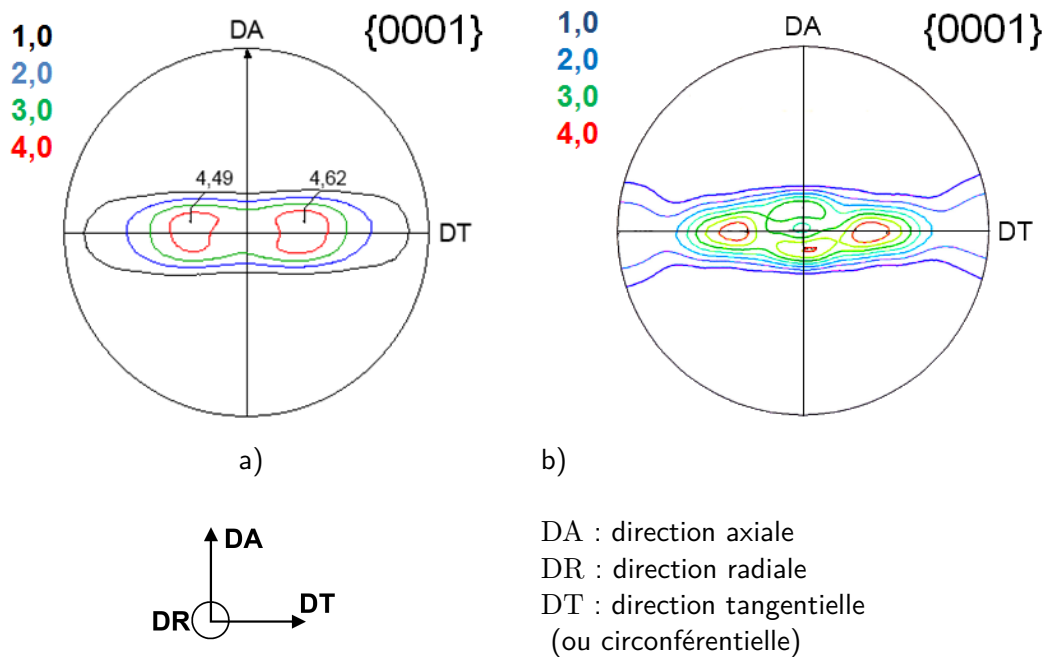 1,0
2,0
3,0
4,0
DA
{0001}
4,49
4,62
DT
a)
1,0
2,0
3,0
4,0
DA
{0001}
DT
b)
DA
DR
DT
DA : direction axiale
DR : direction radiale
DT : direction tangentielle
(ou circonférentielle)